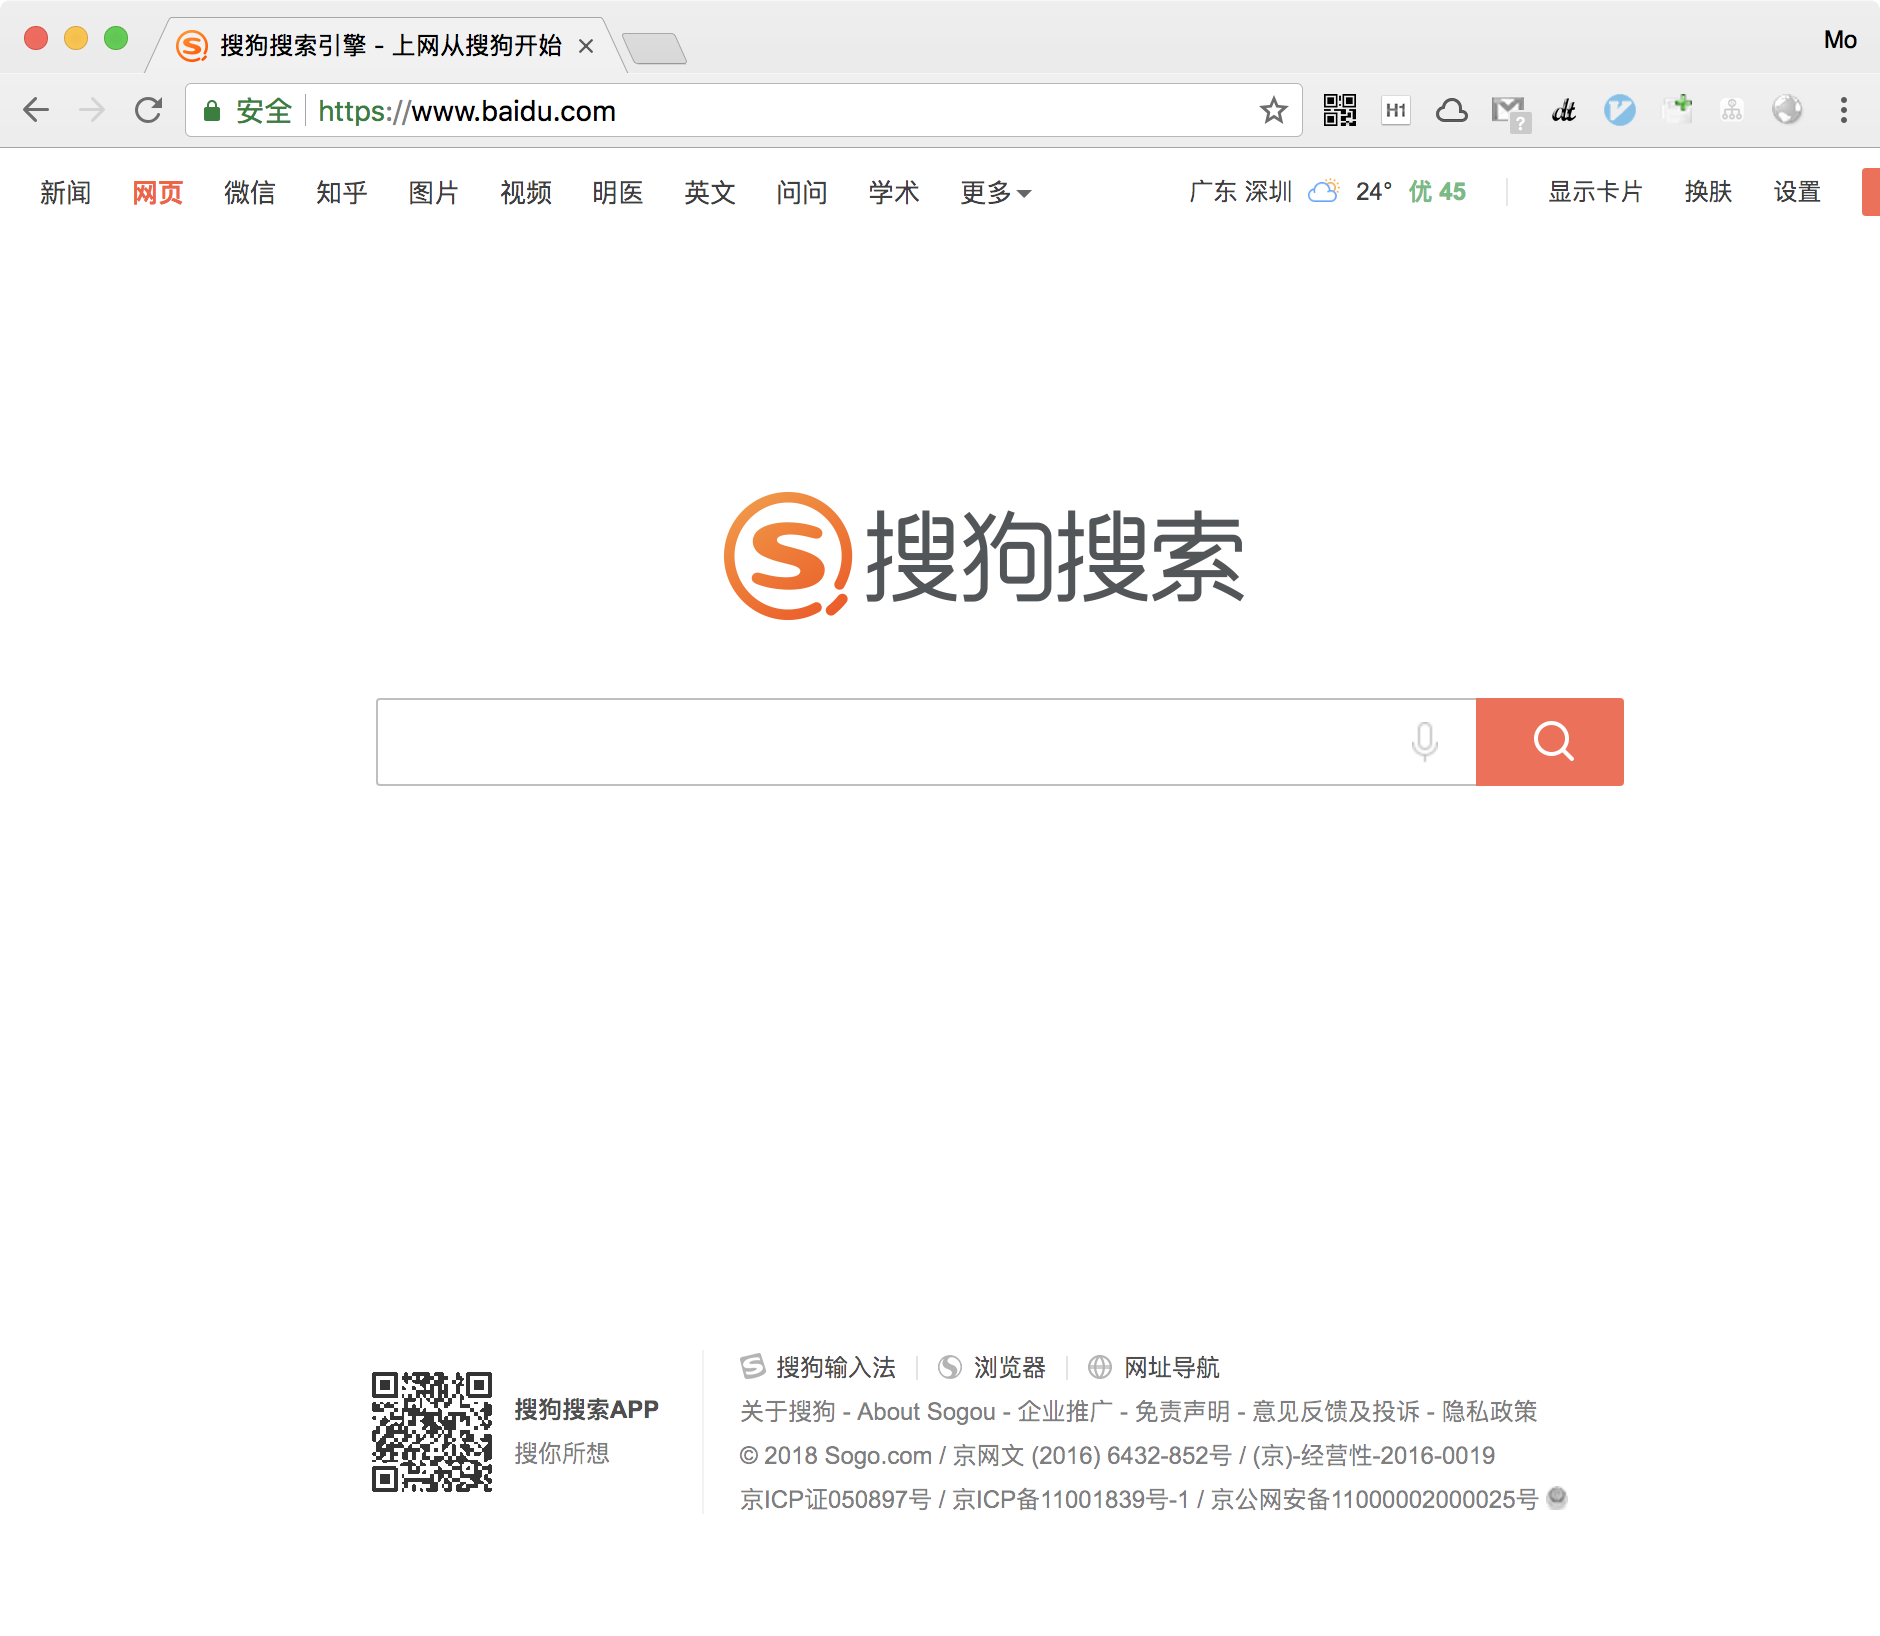 搜狗搜索引擎 - 上网从搜狗开始
Mo
安全 https://www.baidu.com
H1
dt
新闻 网页 微信 知乎 图片 视频 明医 英文 问问 学术 更多 广东 深圳 24° 优 45 显示卡片 换肤 设置
搜狗搜索
搜狗输入法 浏览器 网址导航
搜狗搜索APP
搜你所想
关于搜狗 - About Sogou - 企业推广 - 免责声明 - 意见反馈及投诉 - 隐私政策
© 2018 Sogo.com / 京网文 (2016) 6432-852号 / (京)-经营性-2016-0019
京ICP证050897号 / 京ICP备11001839号-1 / 京公网安备11000002000025号